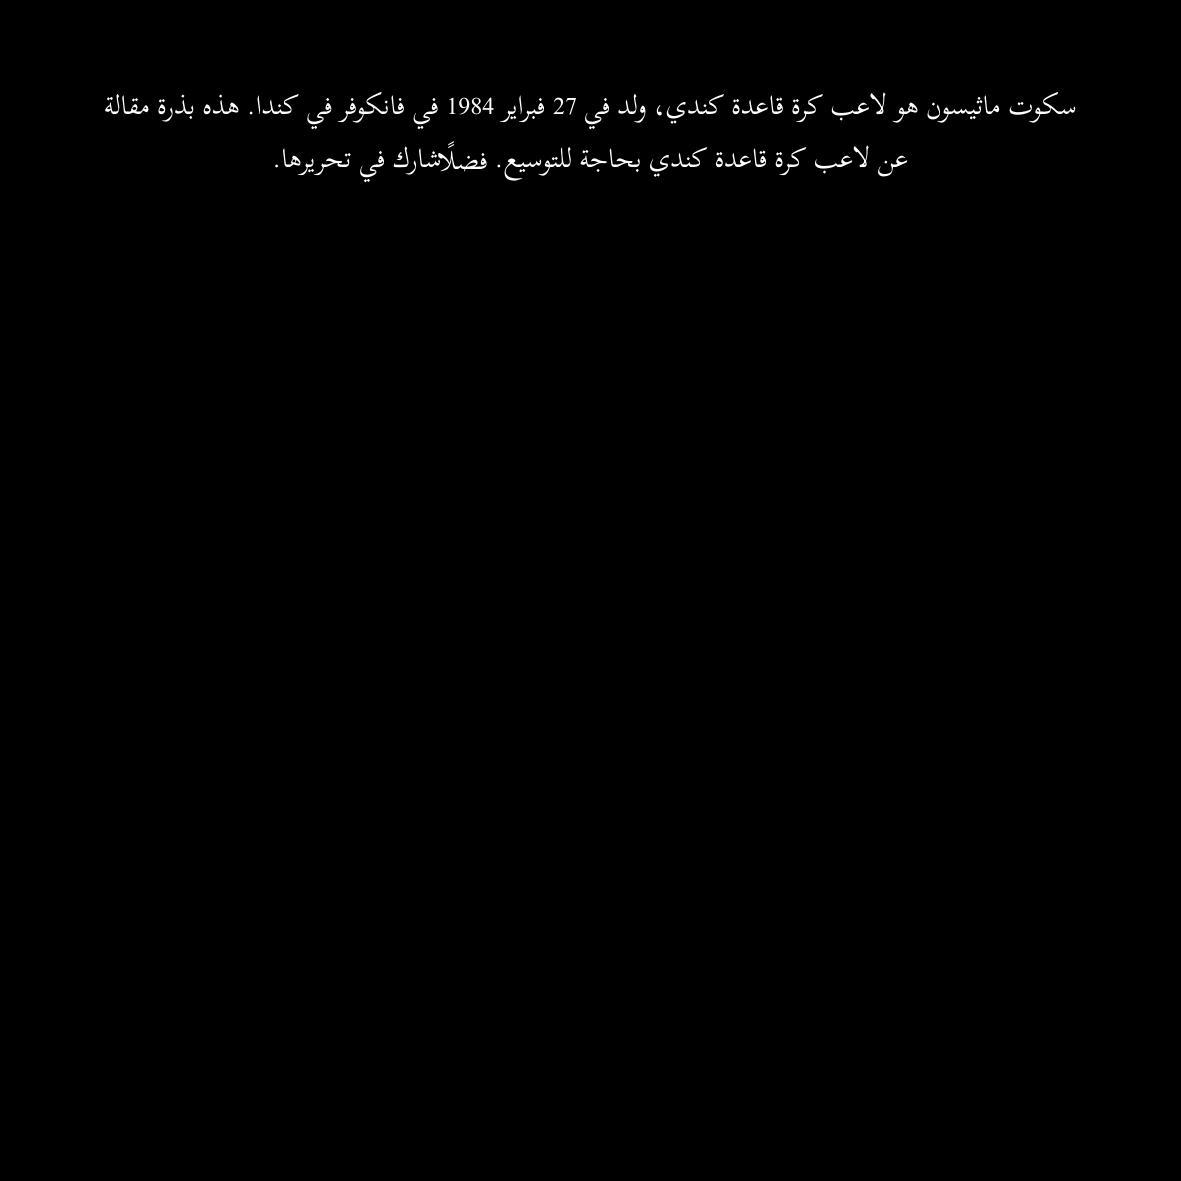 سكوت ماثيسون هو لاعب كرة قاعدة كندي، ولد في 27 فبراير 1984 في فانكوفر في كندا. هذه بذرة مقالة
عن لاعب كرة قاعدة كندي بحاجة للتوسيع. فضلًاشارك في تحريرها.